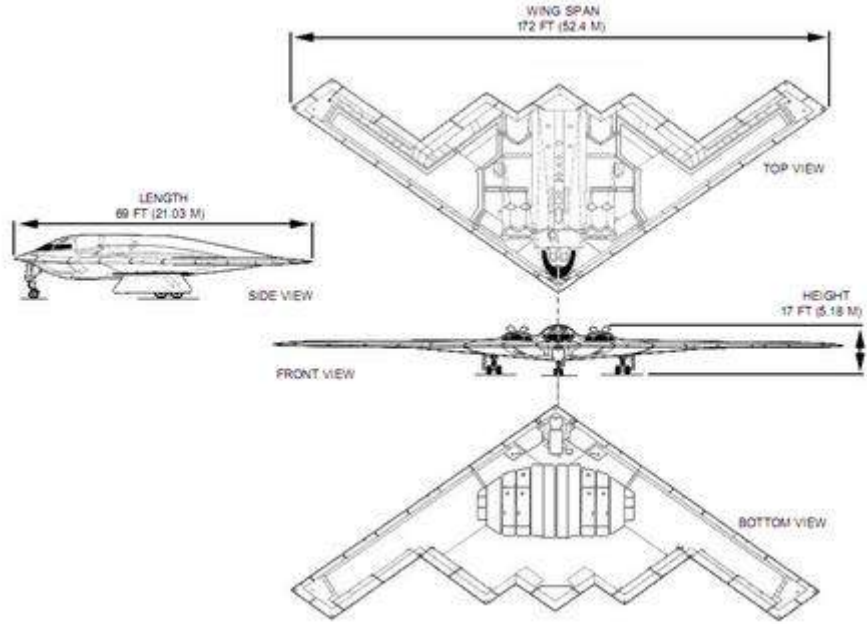 WING SPAN
172 FT (52.4 M)
TOP VIEW
LENGTH
69 FT (21.03 M)
SIDE VIEW
HEIGHT
17 FT (5.18 M)
FRONT VIEW
BOTTOM VIEW